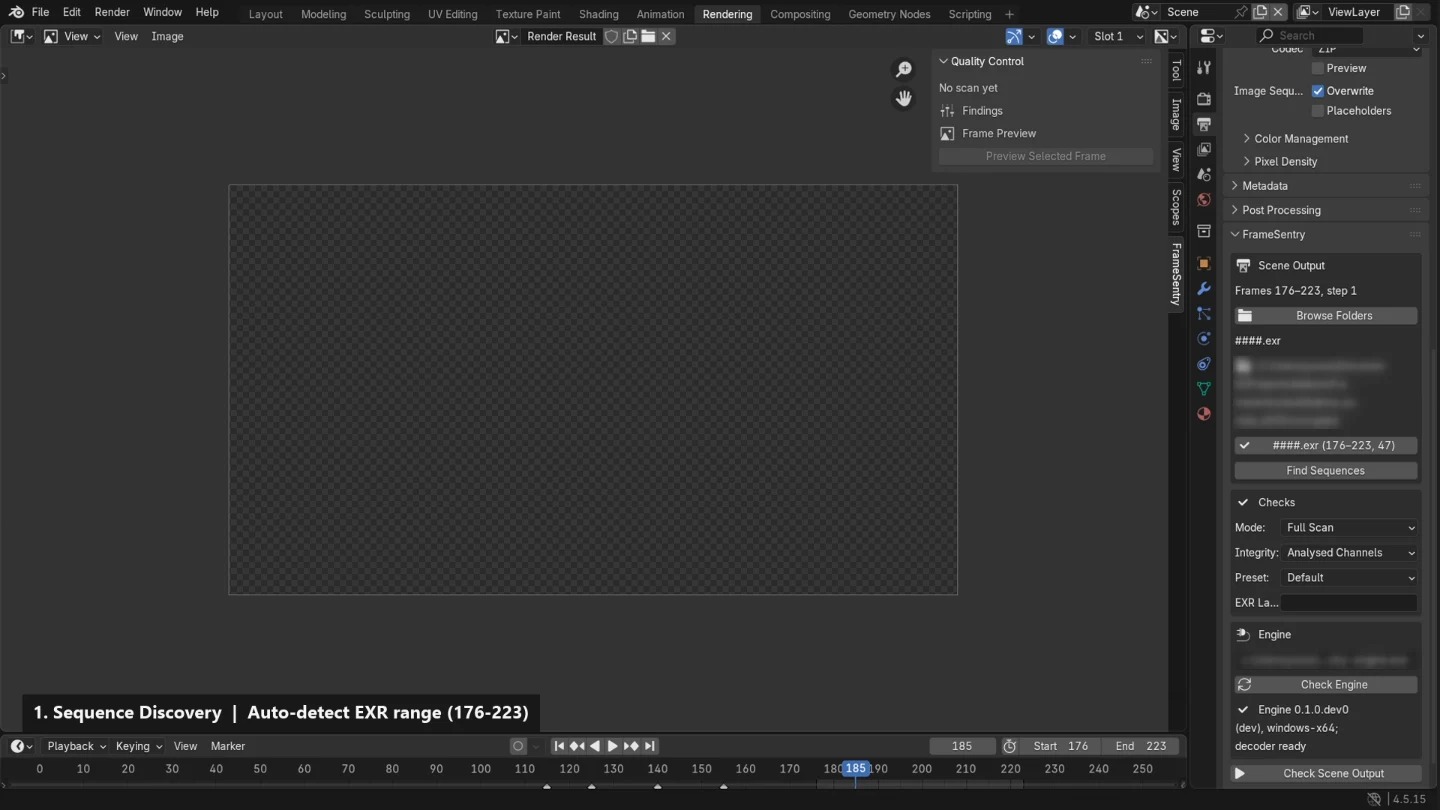 File Edit Render Window Help
Layout Modeling Sculpting UV Editing Texture Paint Shading Animation Rendering Compositing Geometry Nodes Scripting +
Scene
ViewLayer
View View Image
Render Result
Slot 1
Search
Quality Control
No scan yet
Findings
Frame Preview
Preview Selected Frame
Tool
Image
View
Scopes
FrameSentry
Codec ZIP
Preview
Image Sequ... Overwrite
Placeholders
Color Management
Pixel Density
Metadata
Post Processing
FrameSentry
Scene Output
Frames 176–223, step 1
Browse Folders
####.exr
####.exr (176–223, 47)
Find Sequences
Checks
Mode: Full Scan
Integrity: Analysed Channels
Preset: Default
EXR La...
Engine
Check Engine
Engine 0.1.0.dev0
(dev), windows-x64;
decoder ready
Check Scene Output
1. Sequence Discovery | Auto-detect EXR range (176-223)
Playback Keying View Marker
185 Start 176 End 223
0 10 20 30 40 50 60 70 80 90 100 110 120 130 140 150 160 170 180 185 190 200 210 220 230 240 250
4.5.15